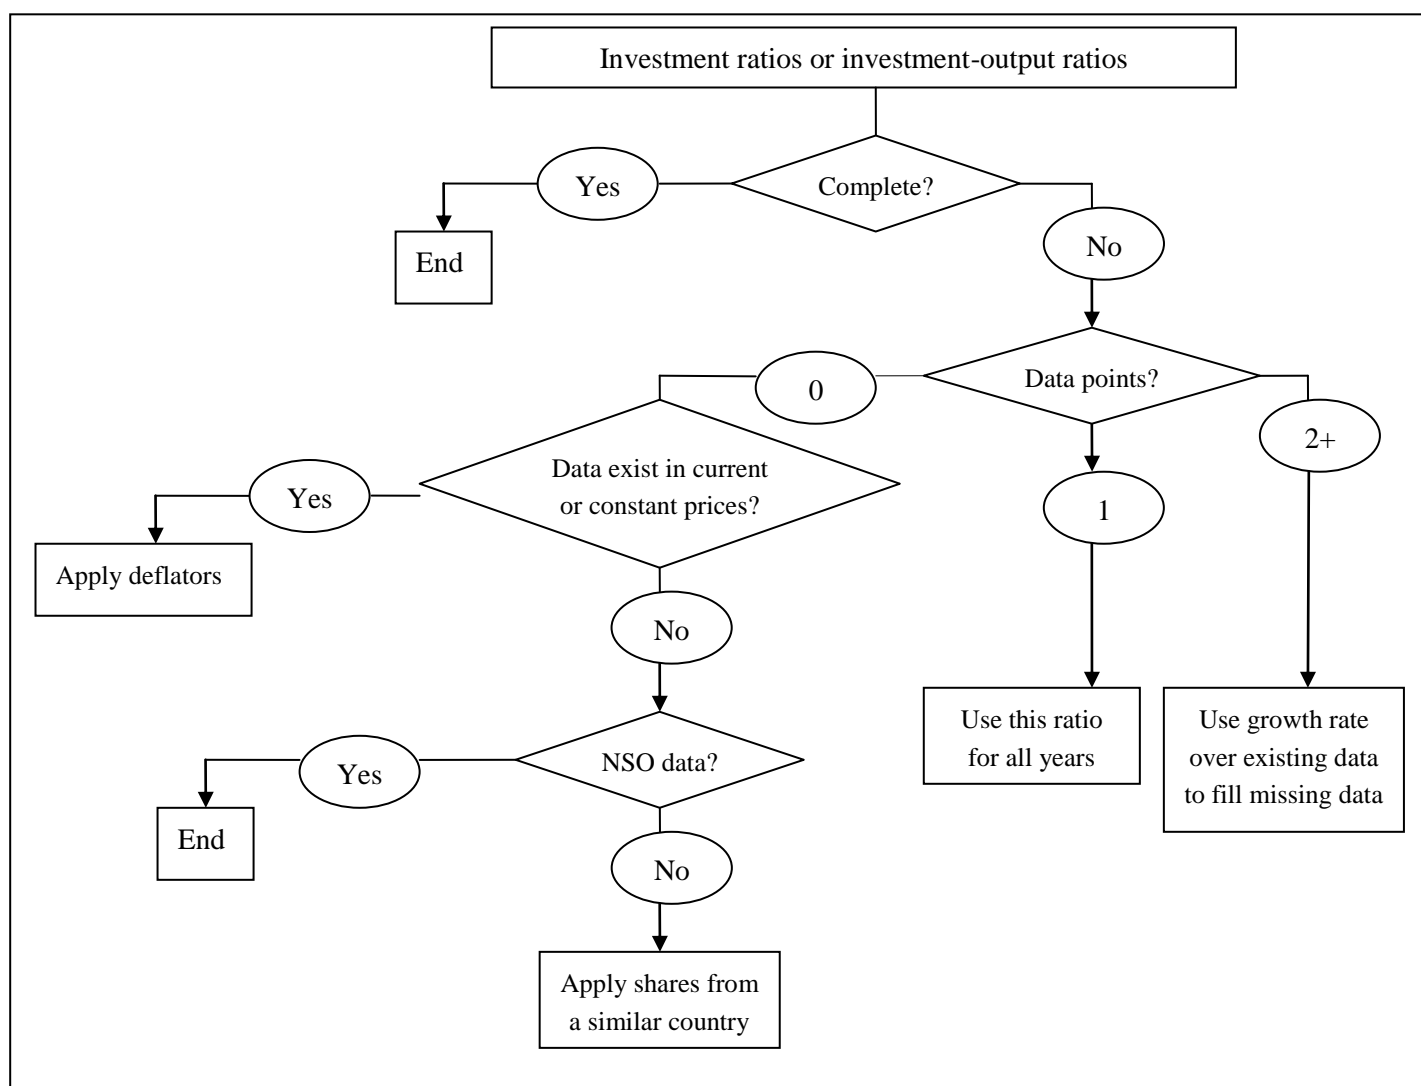 Investment ratios or investment-output ratios
Complete?
Yes
End
No
Data points?
0
1
2+
Data exist in current
or constant prices?
Yes
Apply deflators
No
Use this ratio
for all years
Use growth rate
over existing data
to fill missing data
NSO data?
Yes
End
No
Apply shares from
a similar country